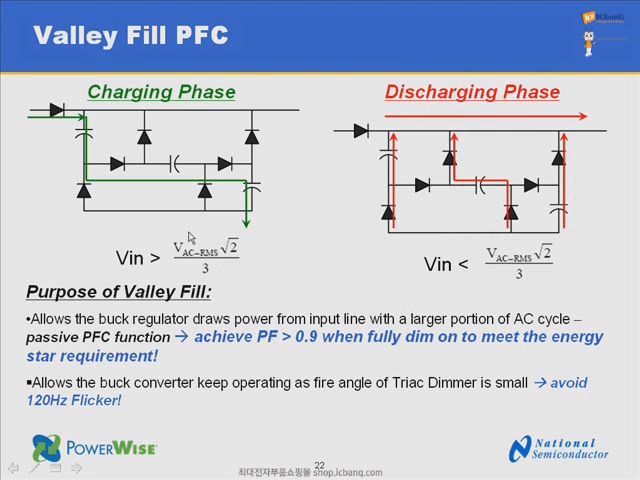 Valley Fill PFC
Charging Phase
Discharging Phase
Vin > V_AC-RMS √2 / 3
Vin < V_AC-RMS √2 / 3
Purpose of Valley Fill:
•Allows the buck regulator draws power from input line with a larger portion of AC cycle –
passive PFC function → achieve PF > 0.9 when fully dim on to meet the energy
star requirement!
▪Allows the buck converter keep operating as fire angle of Triac Dimmer is small → avoid
120Hz Flicker!
POWERWISE®
National
Semiconductor
22
최대전자부품쇼핑몰 shop.icbanq.com